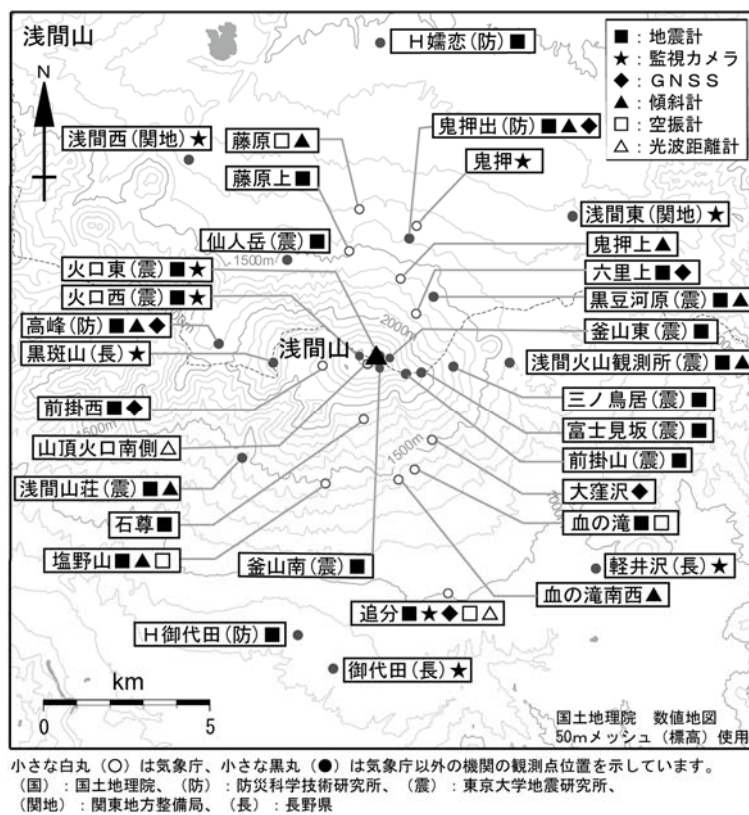 浅間山
N
■：地震計
★：監視カメラ
◆：ＧＮＳＳ
▲：傾斜計
□：空振計
△：光波距離計
Ｈ嬬恋(防)■
浅間西(関地)★
藤原□▲
鬼押出(防)■▲◆
鬼押★
藤原上■
浅間東(関地)★
仙人岳(震)■
鬼押上▲
1500m
火口東(震)■★
六里上■◆
火口西(震)■★
黒豆河原(震)■▲
2000m
高峰(防)■▲◆
釜山東(震)■
黒斑山(長)★
浅間山
浅間火山観測所(震)■▲
三ノ鳥居(震)■
前掛西■◆
富士見坂(震)■
1500m
山頂火口南側△
1500m
前掛山(震)■
浅間山荘(震)■▲
大窪沢◆
石尊■
血の滝■□
塩野山■▲□
釜山南(震)■
軽井沢(長)★
血の滝南西▲
追分■★◆□△
Ｈ御代田(防)■
御代田(長)★
km
0 5
国土地理院 数値地図
50mメッシュ（標高）使用
小さな白丸（○）は気象庁、小さな黒丸（●）は気象庁以外の機関の観測点位置を示しています。
（国）：国土地理院、（防）：防災科学技術研究所、（震）：東京大学地震研究所、
（関地）：関東地方整備局、（長）：長野県